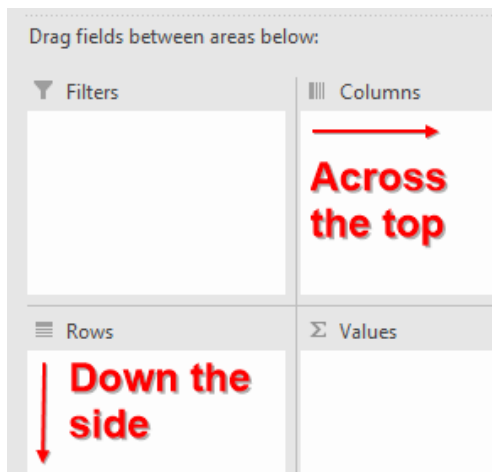 Drag fields between areas below:
Filters
Columns
Across
the top
Rows
Σ Values
Down the
side